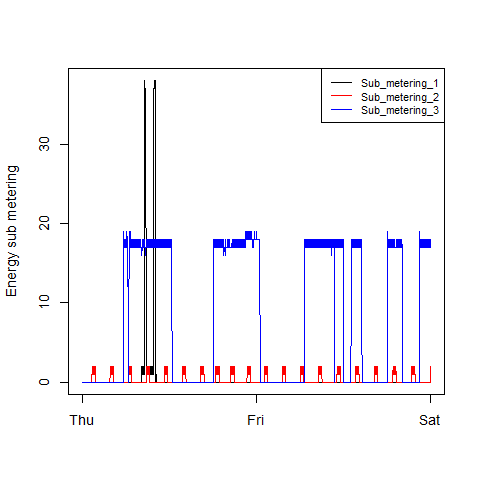 Sub_metering_1
Sub_metering_2
Sub_metering_3
Energy sub metering
30
20
10
0
Thu Fri Sat